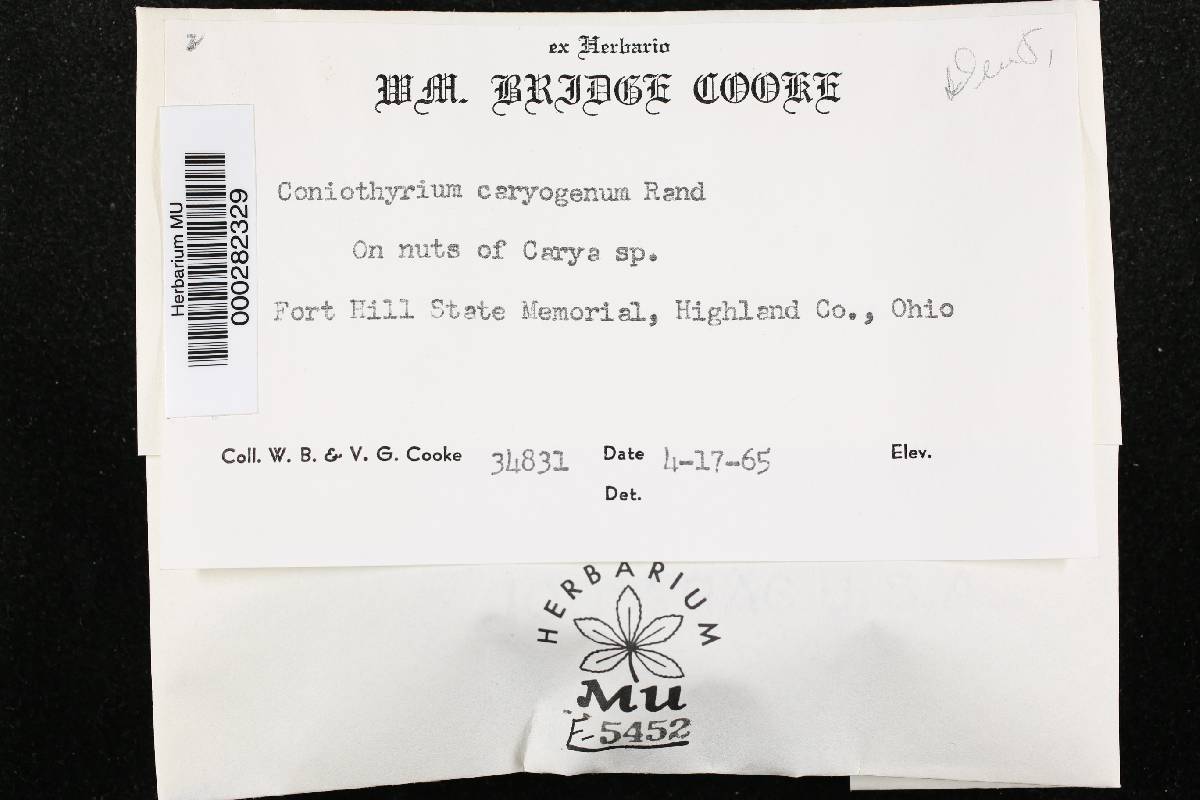 ex Herbario
WM. BRIDGE COOKE
Herbarium MU
000282329
Coniothyrium caryogenum Rand
On nuts of Carya sp.
Fort Hill State Memorial, Highland Co., Ohio
Coll. W. B. & V. G. Cooke 34831 Date 4-17-65 Elev.
Det.
HERBARIUM
MU
F-5452